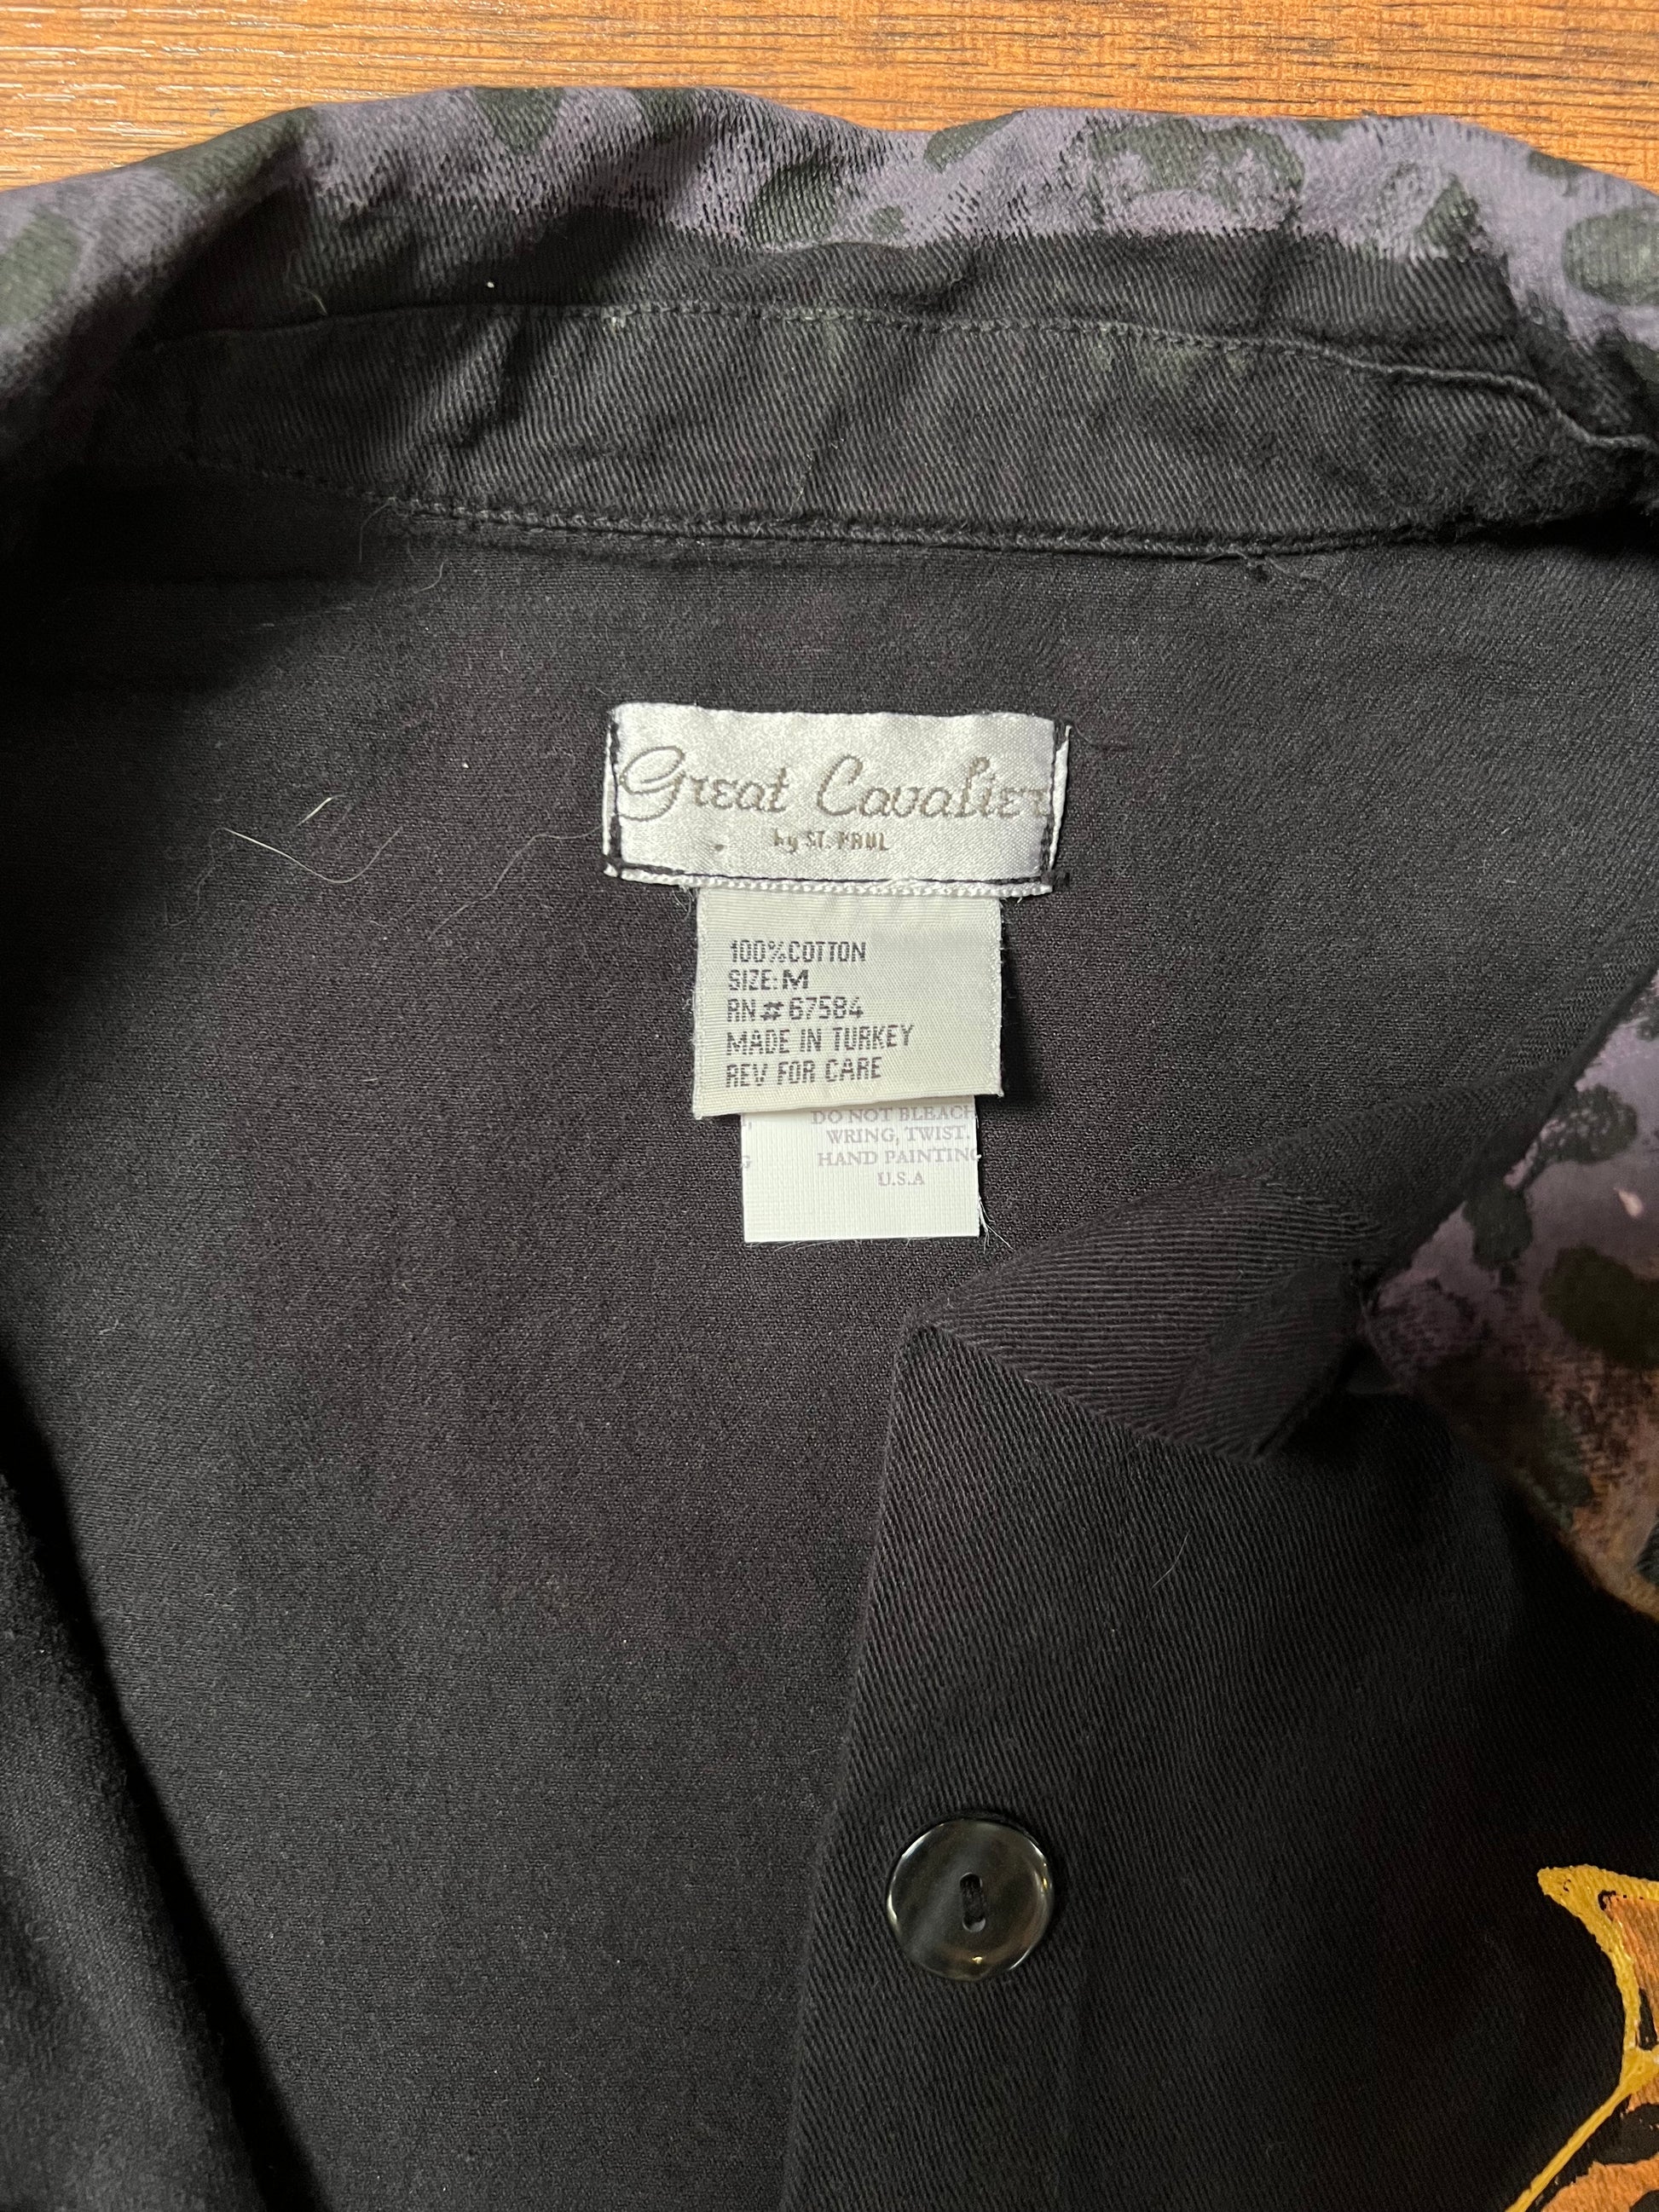 Great Cavalier
by ST. PAUL
100% COTTON
SIZE: M
RN # 67584
MADE IN TURKEY
REV FOR CARE
DO NOT BLEACH
WRING, TWIST.
HAND PAINTING
U.S.A